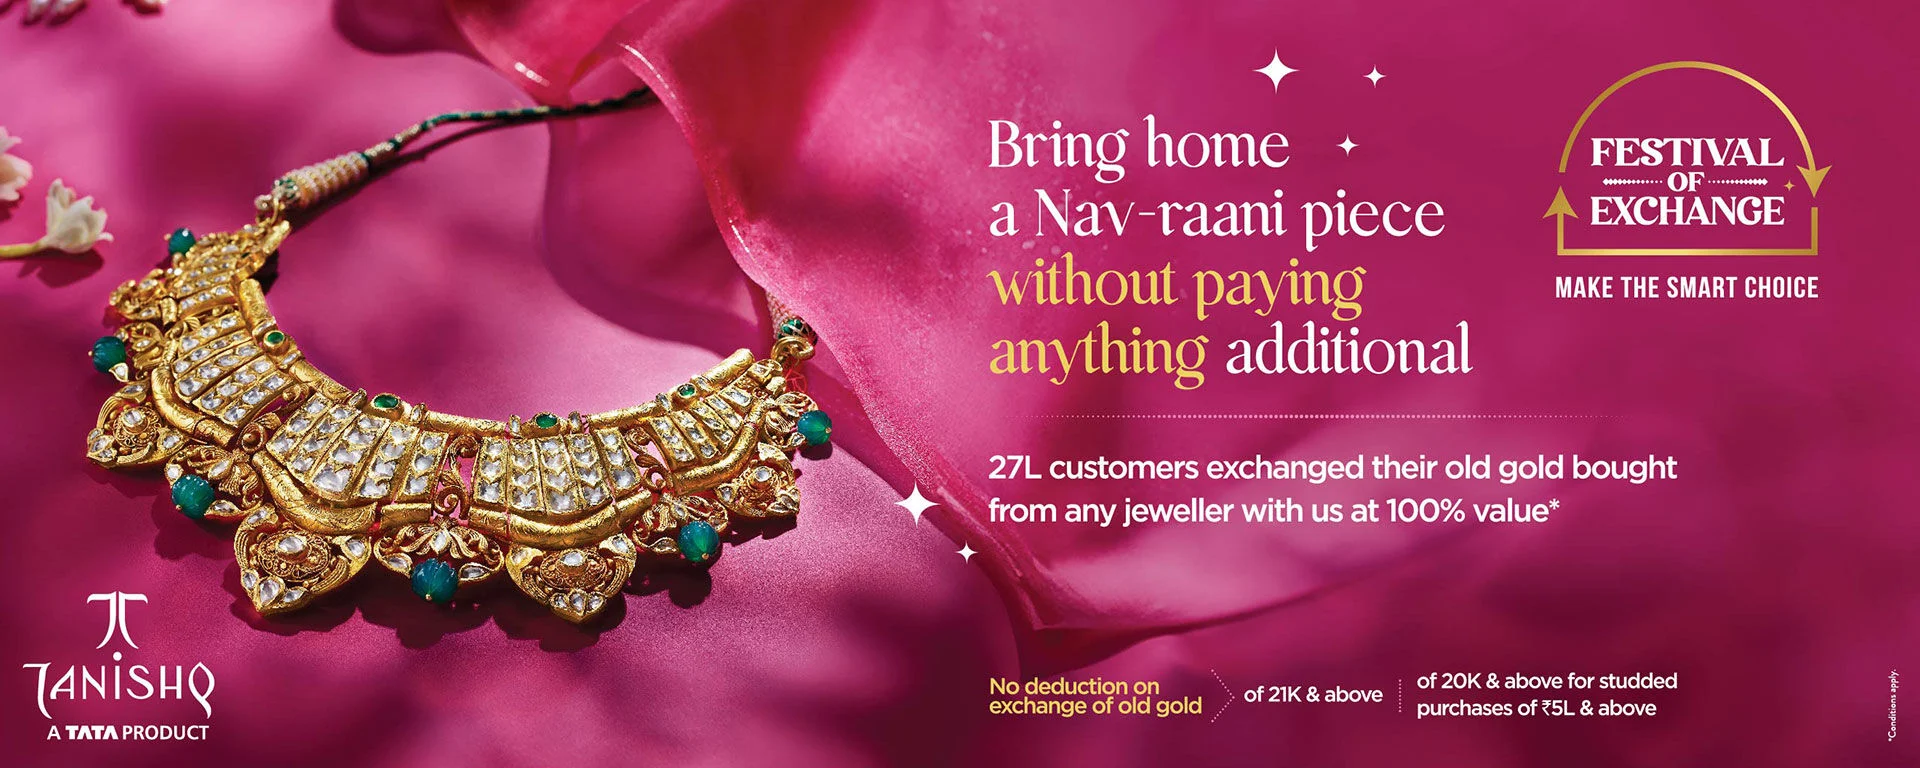 Bring home
a Nav-raani piece
without paying
anything additional
27L customers exchanged their old gold bought
from any jeweller with us at 100% value*
No deduction on
exchange of old gold
of 21K & above
of 20K & above for studded
purchases of ₹5L & above
FESTIVAL
OF
EXCHANGE
MAKE THE SMART CHOICE
TANiSHQ
A TATA PRODUCT
*Conditions apply.